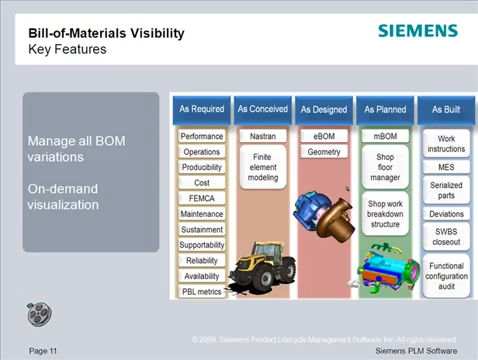 Bill-of-Materials Visibility
Key Features
SIEMENS
Manage all BOM
variations
On-demand
visualization
As Required
Performance
Operations
Producibility
Cost
FEMCA
Maintenance
Sustainment
Supportability
Reliability
Availability
PBL metrics
As Conceived
Nastran
Finite
element
modeling
As Designed
eBOM
Geometry
As Planned
mBOM
Shop
floor
manager
Shop work
breakdown
structure
As Built
Work
instructions
MES
Serialized
parts
Deviations
SWBS
closeout
Functional
configuration
audit
© 2009. Siemens Product Lifecycle Management Software Inc. All rights reserved
Page 11
Siemens PLM Software